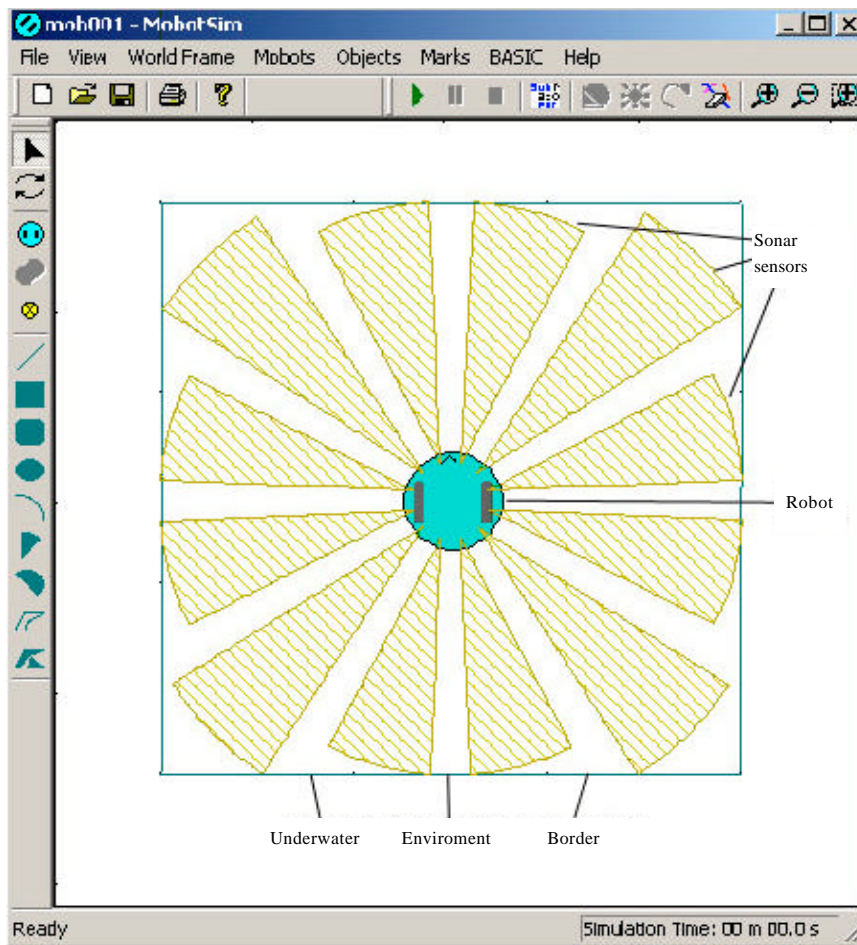 moh001 - MobotSim
File View World Frame Mobots Objects Marks BASIC Help
Sonar
sensors
Robot
Underwater Enviroment Border
Ready Simulation Time: 00 m 00.0 s